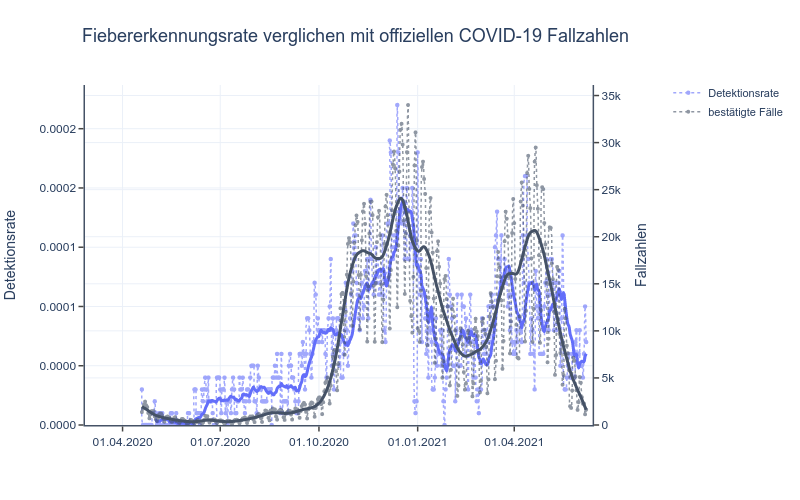 Fiebererkennungsrate verglichen mit offiziellen COVID-19 Fallzahlen
Detektionsrate
bestätigte Fälle
Detektionsrate
0.0002
0.0002
0.0001
0.0001
0.0000
0.0000
35k
30k
25k
20k
15k
10k
5k
0
Fallzahlen
01.04.2020
01.07.2020
01.10.2020
01.01.2021
01.04.2021